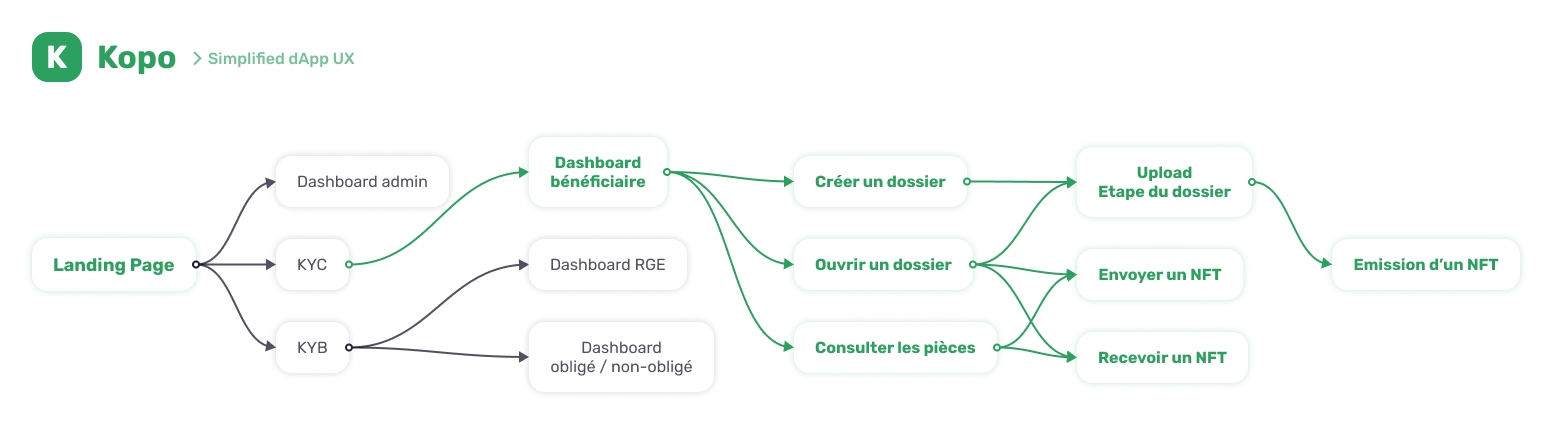 K
Kopo
Simplified dApp UX
Landing Page
Dashboard admin
KYC
KYB
Dashboard
bénéficiaire
Dashboard RGE
Dashboard
obligé / non-obligé
Créer un dossier
Ouvrir un dossier
Consulter les pièces
Upload
Etape du dossier
Envoyer un NFT
Recevoir un NFT
Emission d’un NFT